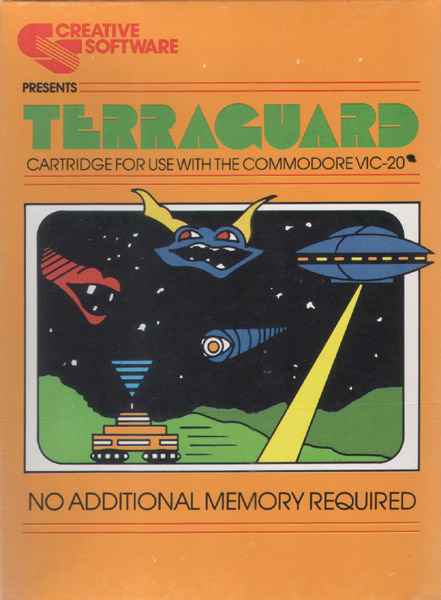 CREATIVE
SOFTWARE
PRESENTS
TERRAGUARD
CARTRIDGE FOR USE WITH THE COMMODORE VIC-20
NO ADDITIONAL MEMORY REQUIRED